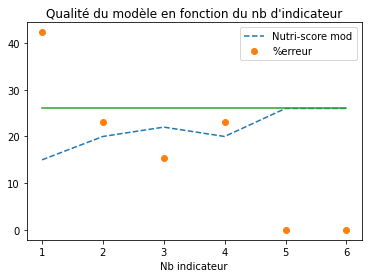 Qualité du modèle en fonction du nb d'indicateur
Nutri-score mod
%erreur
40
30
20
10
0
1 2 3 4 5 6
Nb indicateur